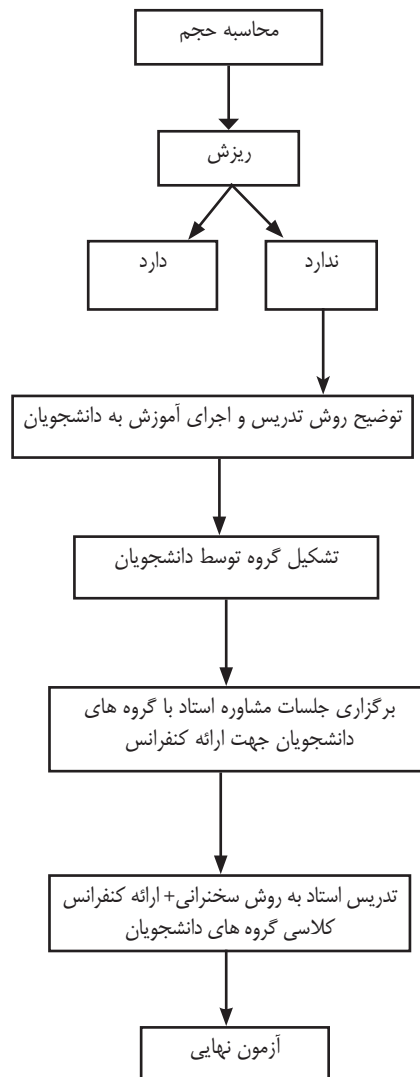 محاسبه حجم
ریزش
ندارد
دارد
توضیح روش تدریس و اجرای آموزش به دانشجویان
تشکیل گروه توسط دانشجویان
برگزاری جلسات مشاوره استاد با گروه های
دانشجویان جهت ارائه کنفرانس
تدریس استاد به روش سخنرانی+ ارائه کنفرانس
کلاسی گروه های دانشجویان
آزمون نهایی